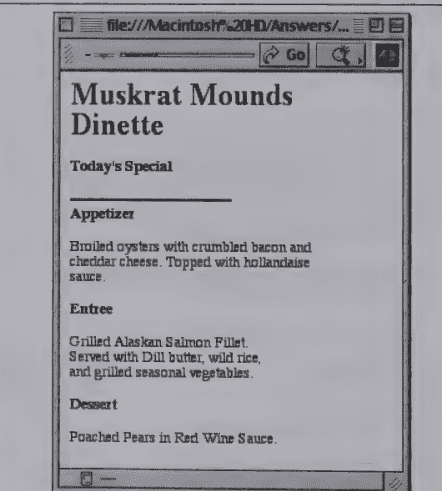 file:///Macintosh%20HD/Answers/...
Go
Muskrat Mounds
Dinette
Today's Special
Appetizer
Broiled oysters with crumbled bacon and
cheddar cheese. Topped with hollandaise
sauce.
Entree
Grilled Alaskan Salmon Fillet.
Served with Dill butter, wild rice,
and grilled seasonal vegetables.
Dessert
Poached Pears in Red Wine Sauce.